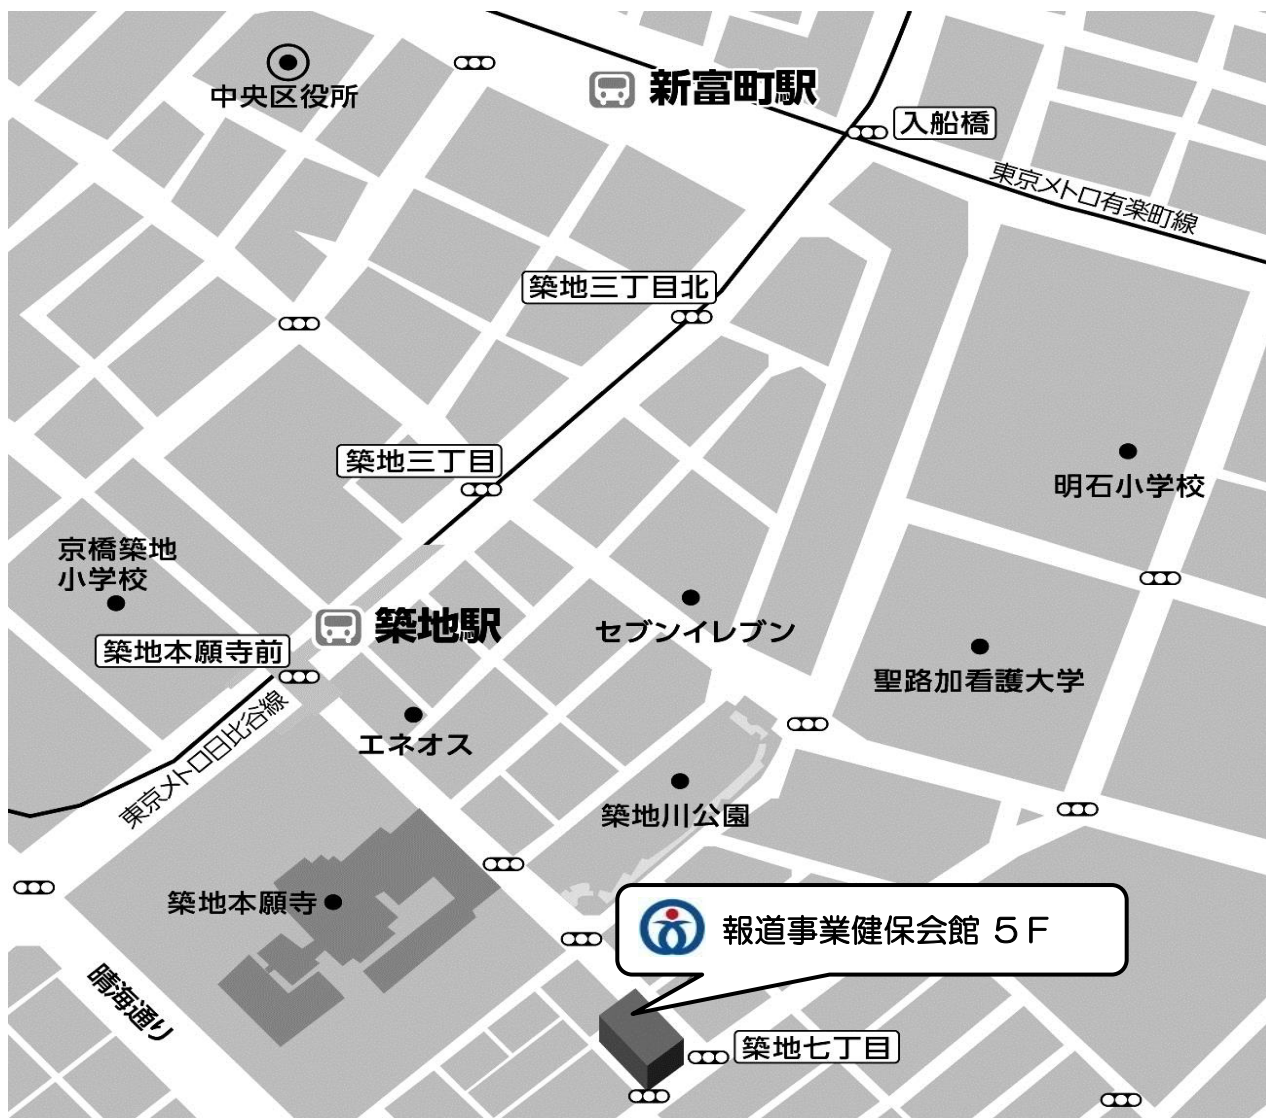 中央区役所
新富町駅
入船橋
東京メトロ有楽町線
築地三丁目北
築地三丁目
明石小学校
京橋築地
小学校
築地駅
セブンイレブン
築地本願寺前
聖路加看護大学
東京メトロ日比谷線
エネオス
築地川公園
築地本願寺
報道事業健保会館 5F
晴海通り
築地七丁目